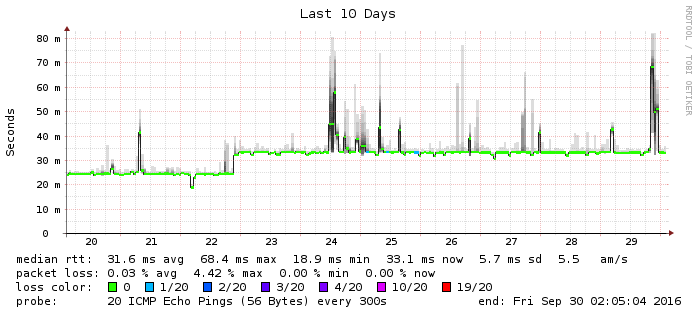 Last 10 Days
RRDTOOL / TOBI OETIKER
Seconds
80 m
70 m
60 m
50 m
40 m
30 m
20 m
10 m
0
20 21 22 23 24 25 26 27 28 29
median rtt: 31.6 ms avg 68.4 ms max 18.9 ms min 33.1 ms now 5.7 ms sd 5.5 am/s
packet loss: 0.03 % avg 4.42 % max 0.00 % min 0.00 % now
loss color: 0 1/20 2/20 3/20 4/20 10/20 19/20
probe: 20 ICMP Echo Pings (56 Bytes) every 300s end: Fri Sep 30 02:05:04 2016